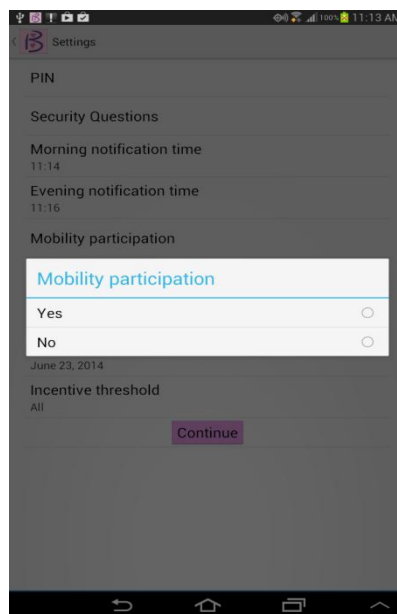 100% 11:13 AM
Settings
PIN
Security Questions
Morning notification time
11:14
Evening notification time
11:16
Mobility participation
Mobility participation
Yes
No
June 23, 2014
Incentive threshold
All
Continue